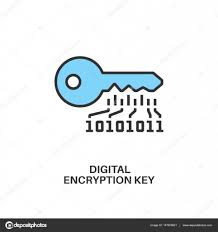 10101011
DIGITAL
ENCRYPTION KEY
depositphotos